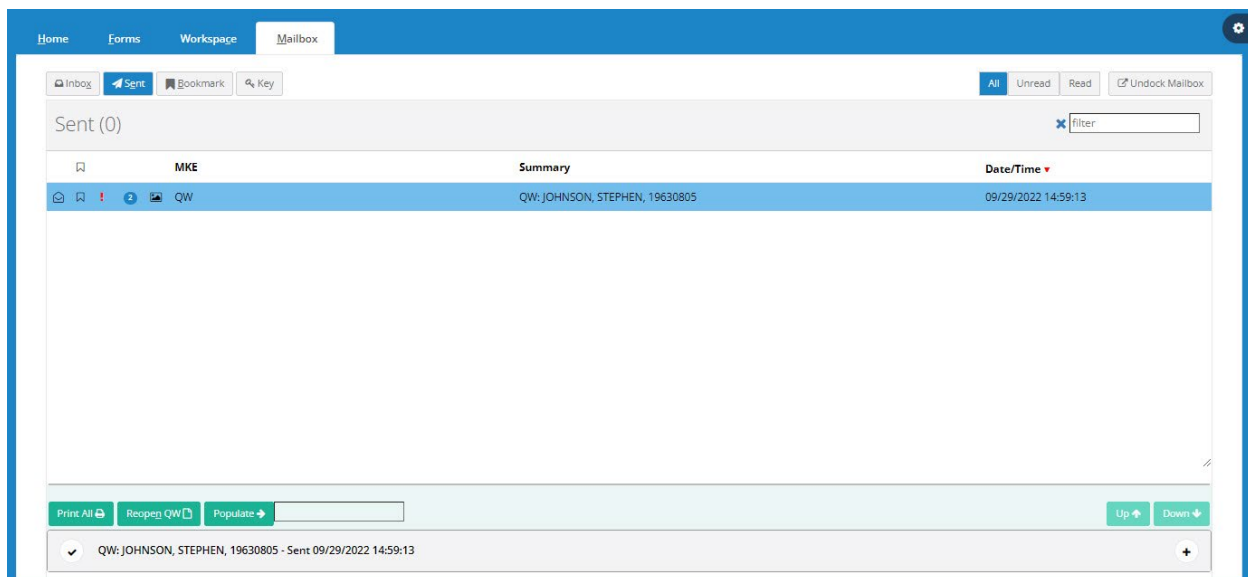 Home Forms Workspace Mailbox
Inbox Sent Bookmark Key All Unread Read Undock Mailbox
Sent (0) filter
MKE Summary Date/Time
! 2 QW QW: JOHNSON, STEPHEN, 19630805 09/29/2022 14:59:13
Print All Reopen QW Populate Up Down
QW: JOHNSON, STEPHEN, 19630805 - Sent 09/29/2022 14:59:13